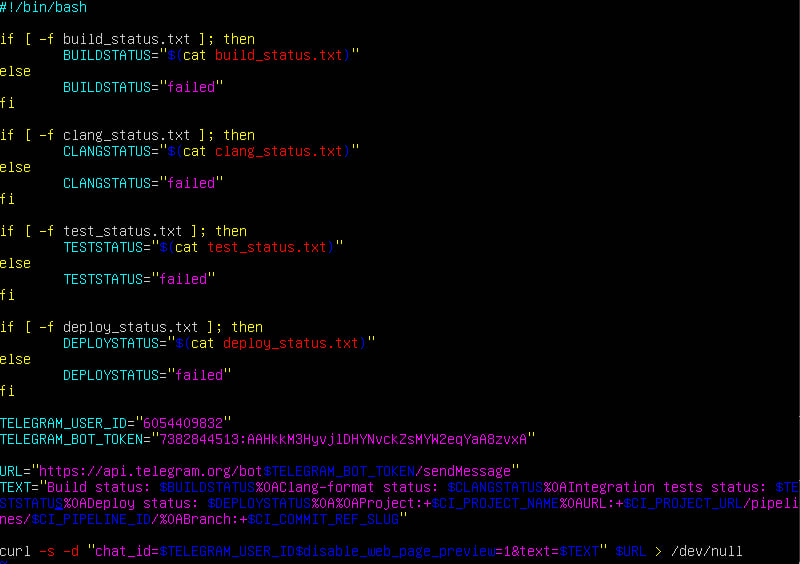 #!/bin/bash
if [ -f build_status.txt ]; then
BUILDSTATUS="$(cat build_status.txt)"
else
BUILDSTATUS="failed"
fi
if [ -f clang_status.txt ]; then
CLANGSTATUS="$(cat clang_status.txt)"
else
CLANGSTATUS="failed"
fi
if [ -f test_status.txt ]; then
TESTSTATUS="$(cat test_status.txt)"
else
TESTSTATUS="failed"
fi
if [ -f deploy_status.txt ]; then
DEPLOYSTATUS="$(cat deploy_status.txt)"
else
DEPLOYSTATUS="failed"
fi
TELEGRAM_USER_ID="6054409832"
TELEGRAM_BOT_TOKEN="7382844513:AAHkkM3HyvjlDHYNvckZsMYW2eqYaA8zvxA"
URL="https://api.telegram.org/bot$TELEGRAM_BOT_TOKEN/sendMessage"
TEXT="Build status: $BUILDSTATUS%0AClang-format status: $CLANGSTATUS%0AIntegration tests status: $TE
STSTATUS%0ADeploy status: $DEPLOYSTATUS%0A%0AProject:+$CI_PROJECT_NAME%0AURL:+$CI_PROJECT_URL/pipeli
nes/$CI_PIPELINE_ID/%0ABranch:+$CI_COMMIT_REF_SLUG"
curl -s -d "chat_id=$TELEGRAM_USER_ID$disable_web_page_preview=1&text=$TEXT" $URL > /dev/null